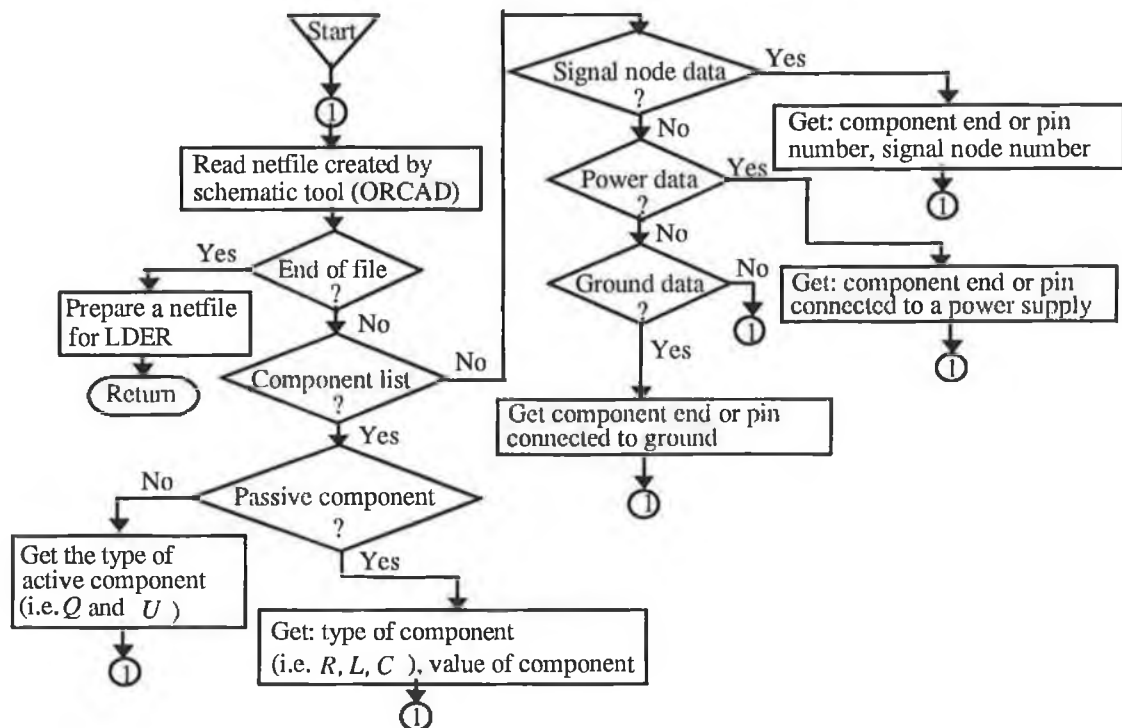 Start
1
Read netfile created by
schematic tool (ORCAD)
Yes
End of file
?
No
Prepare a netfile
for LDER
Return
Component list
?
No
Yes
Passive component
?
No
Yes
Get the type of
active component
(i.e. Q and U )
1
Get: type of component
(i.e. R, L, C ), value of component
1
Signal node data
?
Yes
No
Get: component end or pin
number, signal node number
1
Power data
?
Yes
No
Get: component end or pin
connected to a power supply
1
Ground data
?
No
1
Yes
Get component end or pin
connected to ground
1